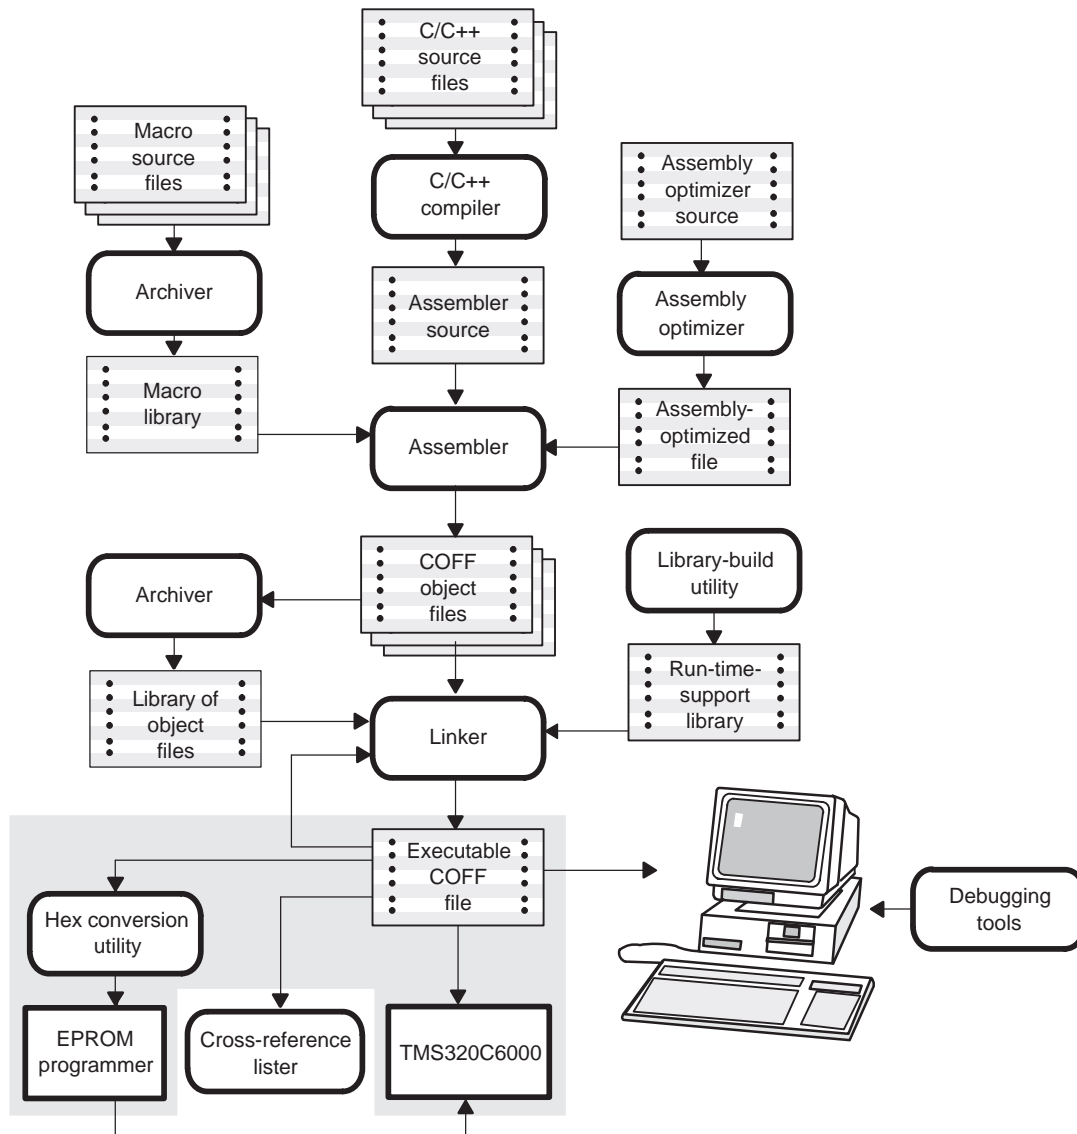 C/C++
source
files
Macro
source
files
C/C++
compiler
Assembly
optimizer
source
Archiver
Assembler
source
Assembly
optimizer
Macro
library
Assembler
Assembly-
optimized
file
Archiver
COFF
object
files
Library-build
utility
Library of
object
files
Linker
Run-time-
support
library
Executable
COFF
file
Hex conversion
utility
Debugging
tools
EPROM
programmer
Cross-reference
lister
TMS320C6000